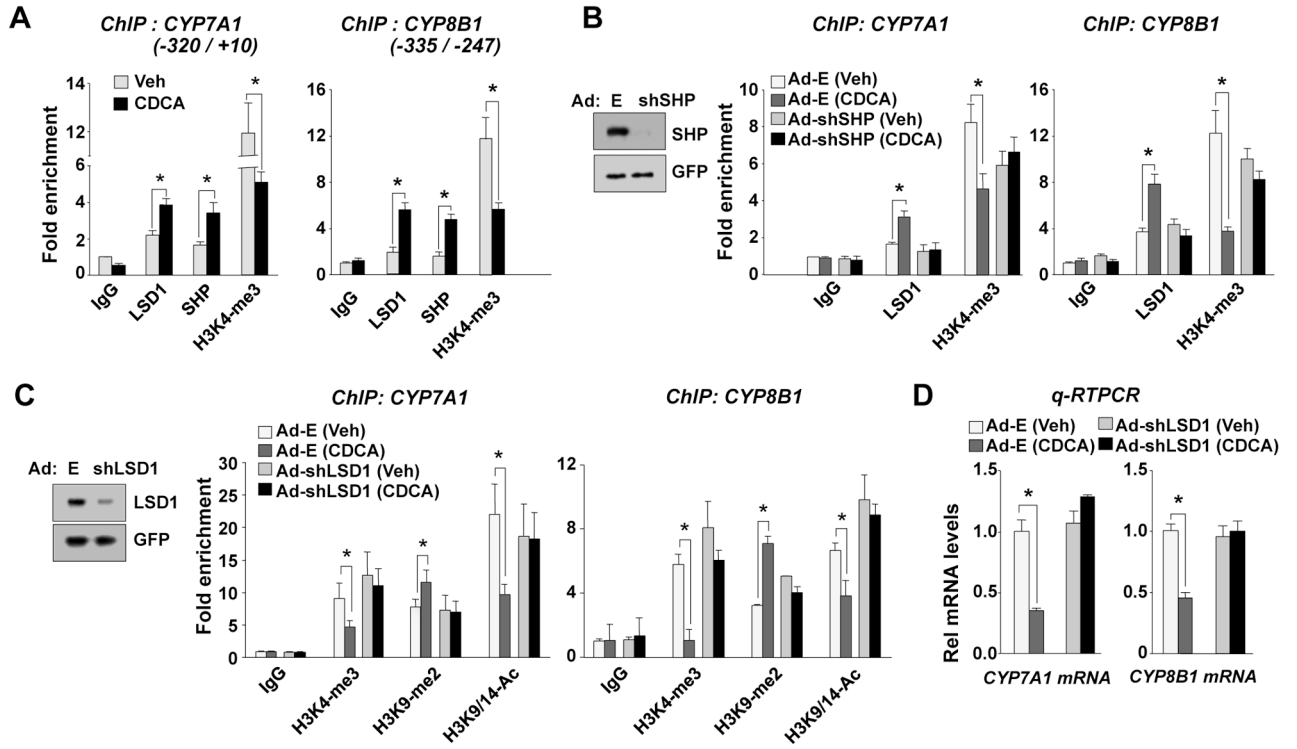 A
ChIP : CYP7A1
(-320 / +10)
ChIP : CYP8B1
(-335 / -247)
Veh
CDCA
Fold enrichment
14
12
10
6
4
2
0
*
*
*
IgG
LSD1
SHP
H3K4-me3
16
12
8
4
0
*
*
*
IgG
LSD1
SHP
H3K4-me3
B
ChIP: CYP7A1
ChIP: CYP8B1
Ad: E shSHP
SHP
GFP
Ad-E (Veh)
Ad-E (CDCA)
Ad-shSHP (Veh)
Ad-shSHP (CDCA)
Fold enrichment
10
8
6
4
2
0
*
*
IgG
LSD1
H3K4-me3
16
12
8
4
0
*
*
IgG
LSD1
H3K4-me3
C
ChIP: CYP7A1
ChIP: CYP8B1
Ad: E shLSD1
LSD1
GFP
Ad-E (Veh)
Ad-E (CDCA)
Ad-shLSD1 (Veh)
Ad-shLSD1 (CDCA)
Fold enrichment
30
25
20
15
10
5
0
*
*
*
IgG
H3K4-me3
H3K9-me2
H3K9/14-Ac
12
8
4
0
*
*
*
IgG
H3K4-me3
H3K9-me2
H3K9/14-Ac
D
q-RTPCR
Ad-E (Veh)
Ad-E (CDCA)
Ad-shLSD1 (Veh)
Ad-shLSD1 (CDCA)
Rel mRNA levels
1.5
1.0
0.5
0.0
*
CYP7A1 mRNA
1.5
1.0
0.5
0
*
CYP8B1 mRNA